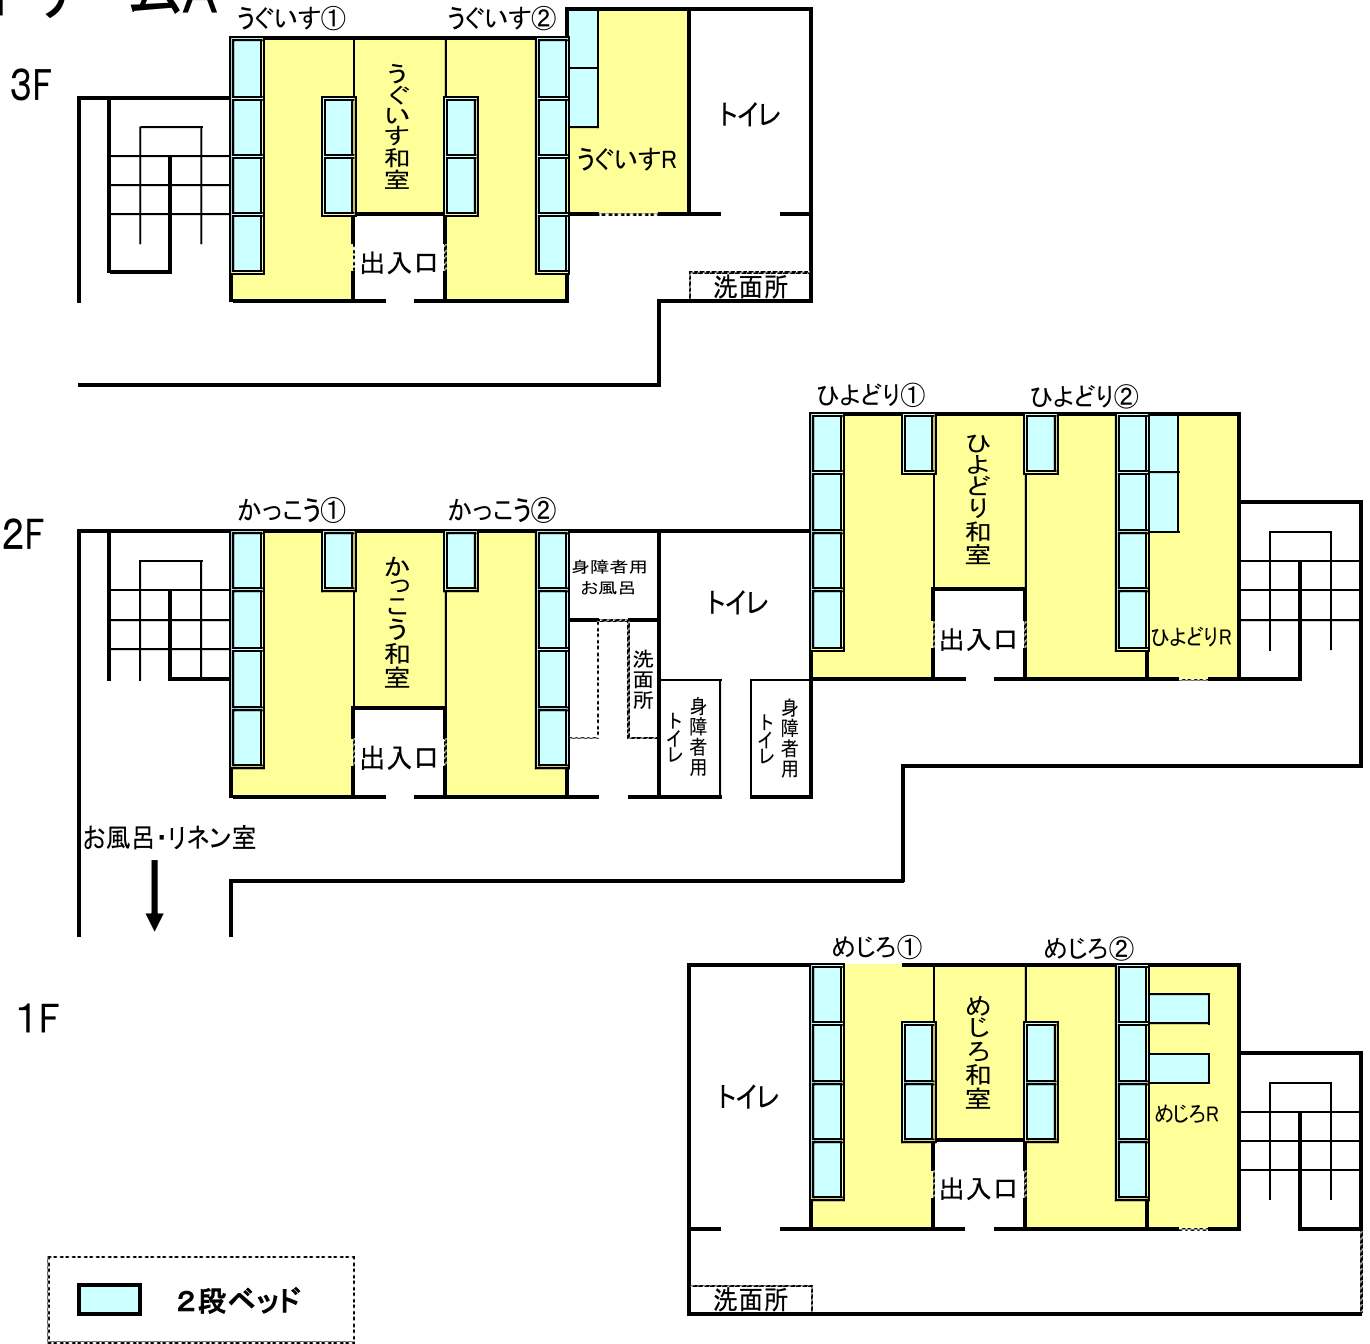 ドリームA
3F
うぐいす①
うぐいす②
うぐいす和室
うぐいすR
トイレ
出入口
洗面所
2F
ひよどり①
ひよどり②
ひよどり和室
出入口
ひよどりR
かっこう①
かっこう②
かっこう和室
出入口
身障者用
お風呂
洗面所
トイレ
身障者用
トイレ
身障者用
トイレ
お風呂・リネン室
1F
めじろ①
めじろ②
めじろ和室
めじろR
トイレ
出入口
洗面所
2段ベッド